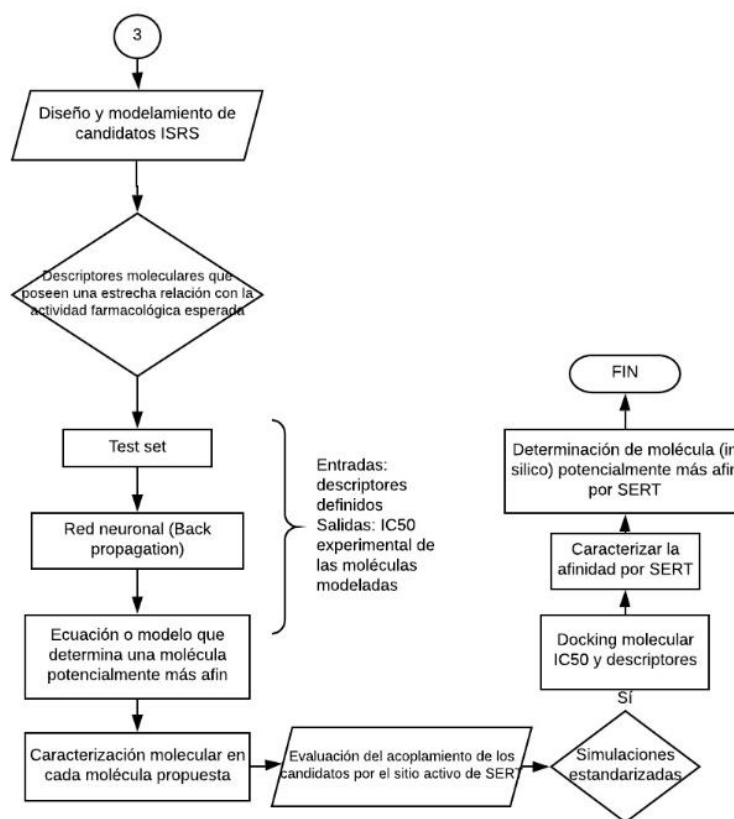 3
Diseño y modelamiento de
candidatos ISRS
Descriptores moleculares que
poseen una estrecha relación con la
actividad farmacológica esperada
Test set
Red neuronal (Back
propagation)
Ecuación o modelo que
determina una molécula
potencialmente más afin
Caracterización molecular en
cada molécula propuesta
Entradas:
descriptores
definidos
Salidas: IC50
experimental de
las moléculas
modeladas
Evaluación del acoplamiento de los
candidatos por el sitio activo de SERT
Simulaciones
estandarizadas
Sí
Docking molecular
IC50 y descriptores
Caracterizar la
afinidad por SERT
Determinación de molécula (in
silico) potencialmente más afin
por SERT
FIN